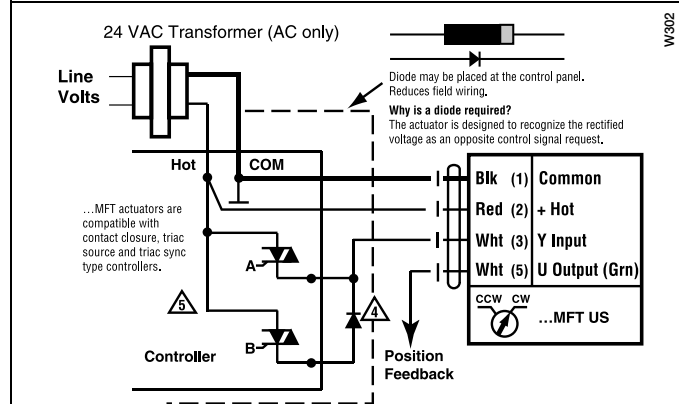 W302
24 VAC Transformer (AC only)
Line
Volts
Diode may be placed at the control panel.
Reduces field wiring.
Why is a diode required?
The actuator is designed to recognize the rectified
voltage as an opposite control signal request.
Hot
COM
Blk (1) Common
Red (2) + Hot
Wht (3) Y Input
Wht (5) U Output (Grn)
CCW CW
...MFT US
...MFT actuators are
compatible with
contact closure, triac
source and triac sync
type controllers.
A
5
4
B
Controller
Position
Feedback